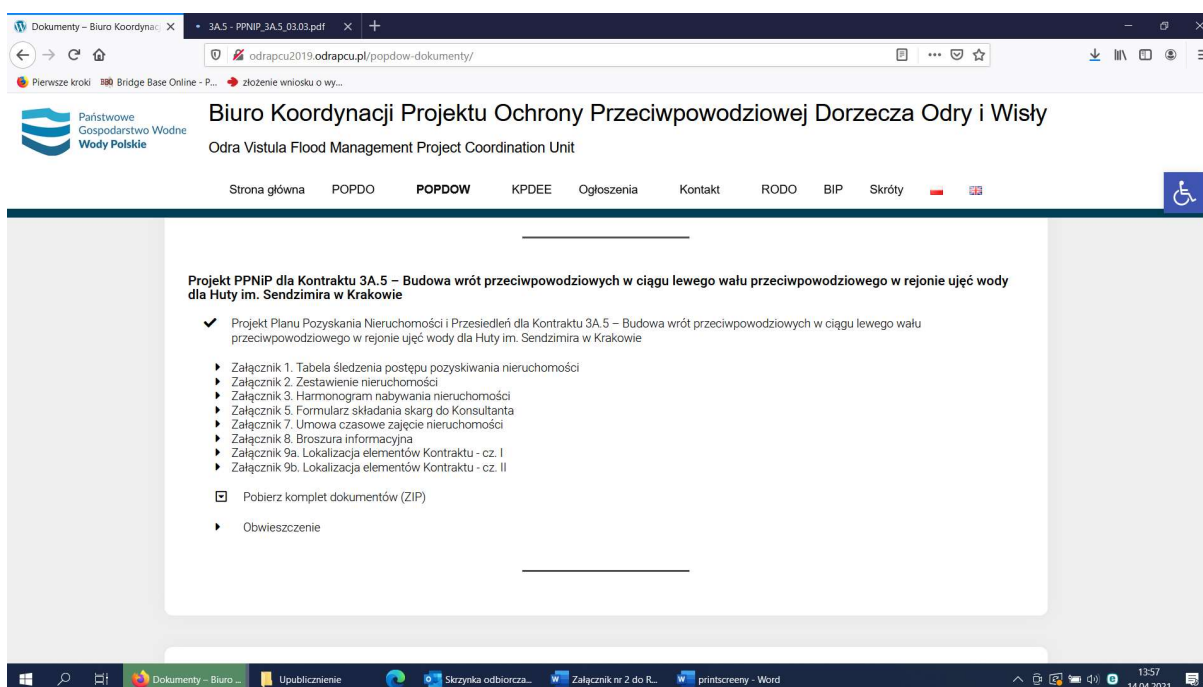 Dokumenty – Biuro Koordynac
3A.5 - PPNIP_3A.5_03.03.pdf
odrapcu2019.odrapcu.pl/popdow-dokumenty/
Pierwsze kroki
BBO Bridge Base Online - P...
złożenie wniosku o wy...
Państwowe
Gospodarstwo Wodne
Wody Polskie
Biuro Koordynacji Projektu Ochrony Przeciwpowodziowej Dorzecza Odry i Wisły
Odra Vistula Flood Management Project Coordination Unit
Strona główna POPDO POPDOW KPDEE Ogłoszenia Kontakt RODO BIP Skróty
Projekt PPNiP dla Kontraktu 3A.5 – Budowa wrót przeciwpowodziowych w ciągu lewego wału przeciwpowodziowego w rejonie ujęć wody
dla Huty im. Sendzimira w Krakowie
Projekt Planu Pozyskania Nieruchomości i Przesiedleń dla Kontraktu 3A.5 – Budowa wrót przeciwpowodziowych w ciągu lewego wału
przeciwpowodziowego w rejonie ujęć wody dla Huty im. Sendzimira w Krakowie
Załącznik 1. Tabela śledzenia postępu pozyskiwania nieruchomości
Załącznik 2. Zestawienie nieruchomości
Załącznik 3. Harmonogram nabywania nieruchomości
Załącznik 5. Formularz składania skarg do Konsultanta
Załącznik 7. Umowa czasowe zajęcie nieruchomości
Załącznik 8. Broszura informacyjna
Załącznik 9a. Lokalizacja elementów Kontraktu - cz. I
Załącznik 9b. Lokalizacja elementów Kontraktu - cz. II
Pobierz komplet dokumentów (ZIP)
Obwieszczenie
Dokumenty – Biuro ...
Upublicznienie
Skrzynka odbiorcza...
Załącznik nr 2 do R...
printscreeny - Word
13:57
14.04.2021